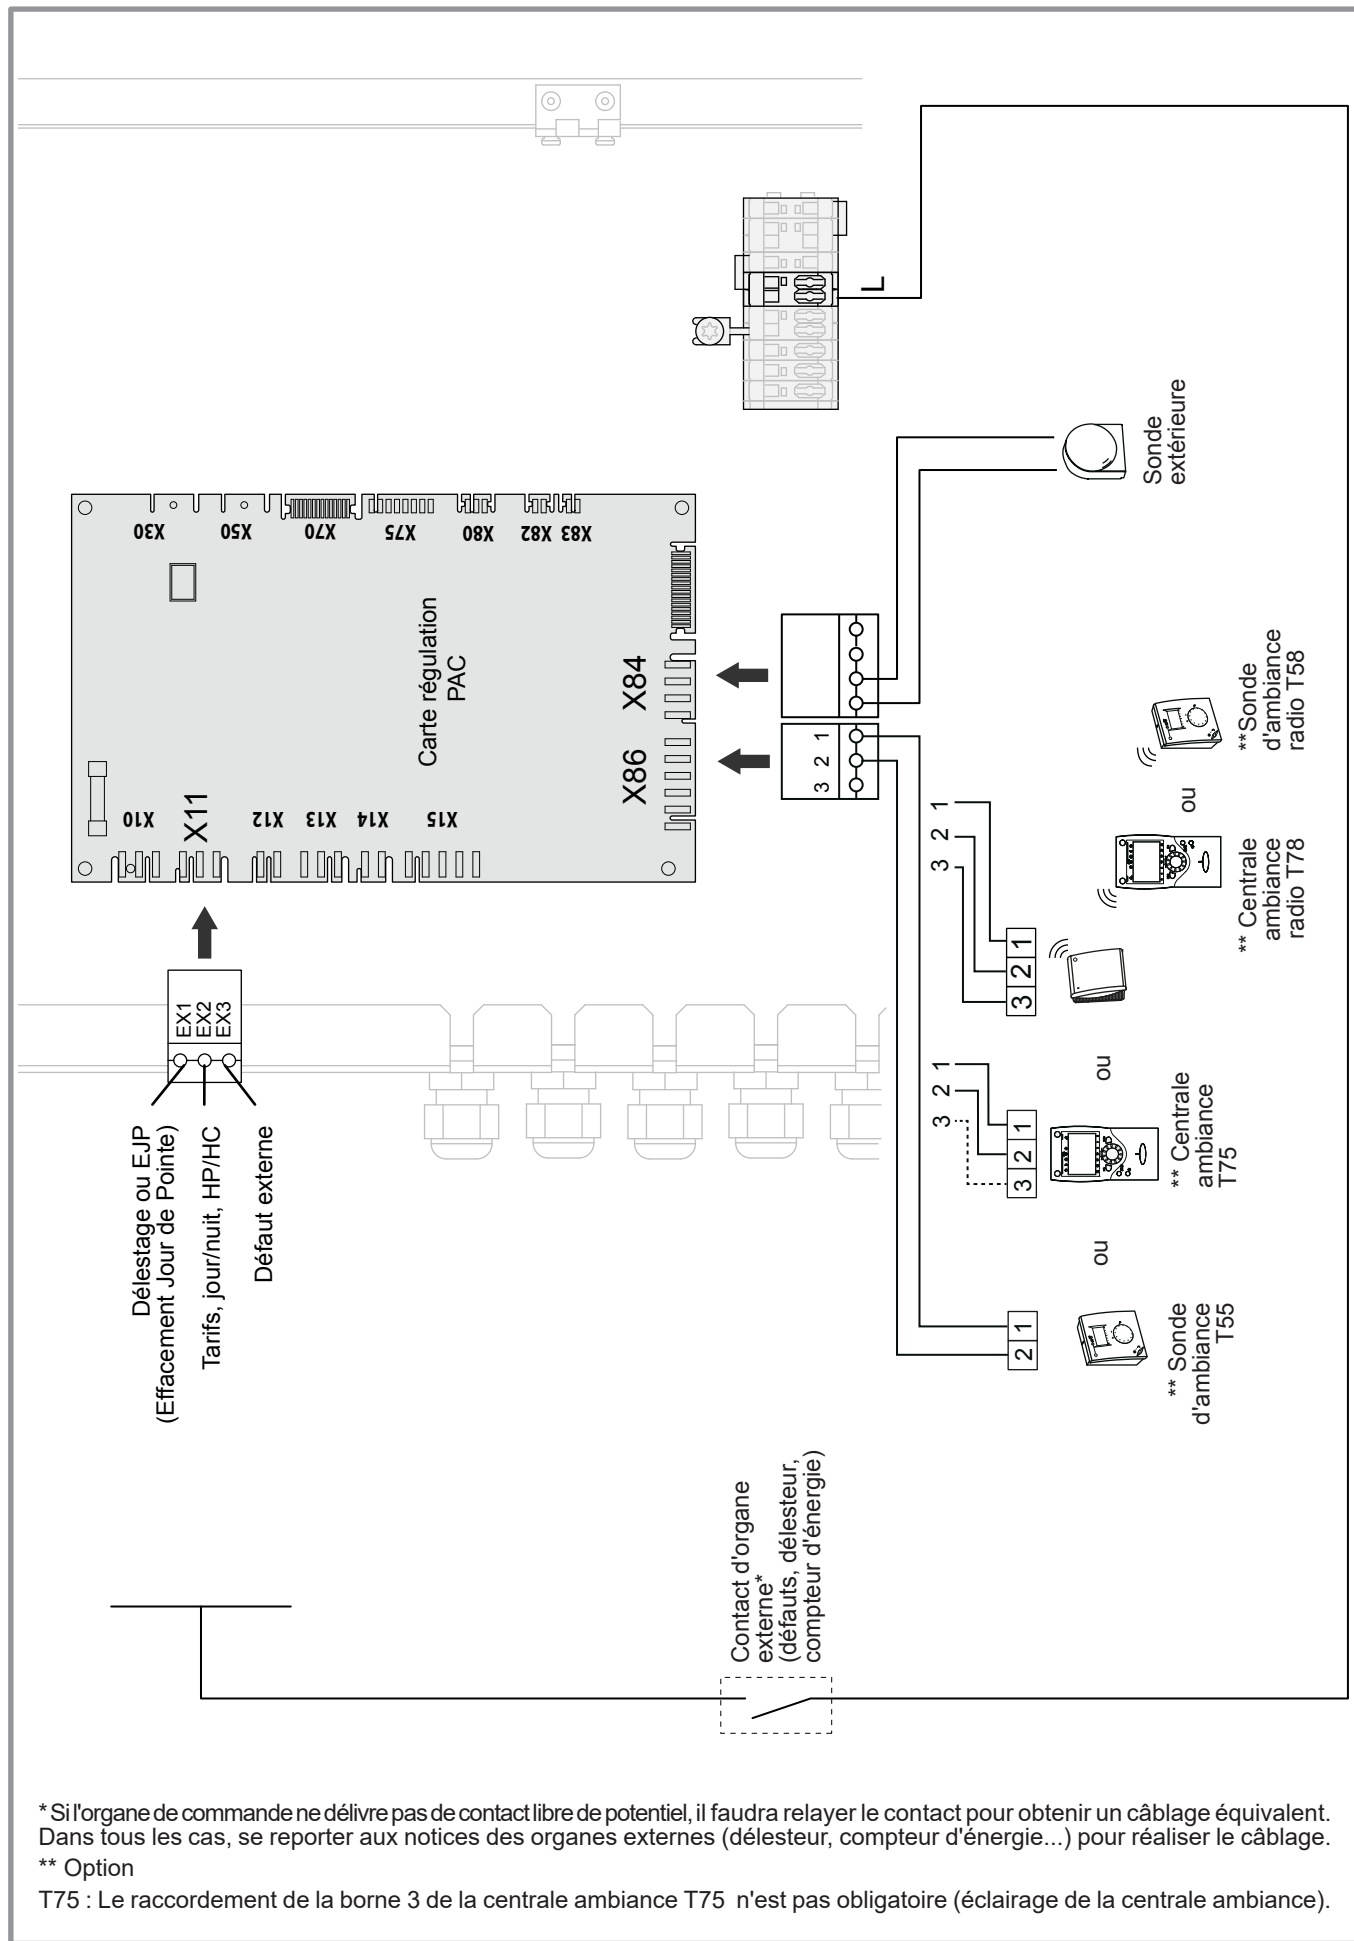 X30
X50
X70
X75
X80
X82
X83
Carte régulation
PAC
X84
X86
X10
X11
X12
X13
X14
X15
L
Sonde
extérieure
1
2
3
EX1
EX2
EX3
Délestage ou EJP
(Effacement Jour de Pointe)
Tarifs, jour/nuit, HP/HC
Défaut externe
**Sonde
d'ambiance
radio T58
ou
** Centrale
ambiance
radio T78
1
2
3
1
2
3
ou
1
2
3
1
2
3
** Centrale
ambiance
T75
ou
1
2
** Sonde
d'ambiance
T55
Contact d'organe
externe*
(défauts, délesteur,
compteur d'énergie)
* Si l'organe de commande ne délivre pas de contact libre de potentiel, il faudra relayer le contact pour obtenir un câblage équivalent.
Dans tous les cas, se reporter aux notices des organes externes (délesteur, compteur d'énergie...) pour réaliser le câblage.
** Option
T75 : Le raccordement de la borne 3 de la centrale ambiance T75 n'est pas obligatoire (éclairage de la centrale ambiance).